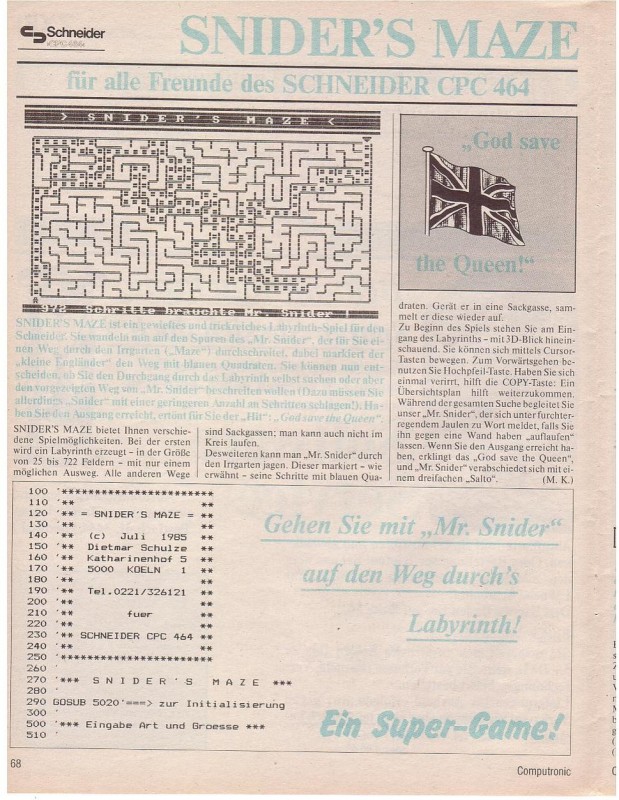 Schneider
CPC 464
SNIDER'S MAZE
für alle Freunde des SCHNEIDER CPC 464
> SNIDER'S MAZE <
972 Schritte brauchte Mr. Snider !
„God save
the Queen!“
SNIDER'S MAZE ist ein gewieftes und trickreiches Labyrinth-Spiel für den
Schneider. Sie wandeln nun auf den Spuren des „Mr. Snider“, der für Sie ei-
nen Weg durch den Irrgarten („Maze“) durchschreitet, dabei markert der
„kleine Engländer“ den Weg mit blauen Quadraten. Sie können nun ent-
scheiden, ob Sie den Durchgang durch das Labyrinth selbst suchen oder aber
den vorgezeigten Weg von „Mr. Snider“ beschreiten wollen (Dazu müssen Sie
allerdings „Snider“ mit einer geringeren Anzahl an Schritten schlagen!). Ha-
ben Sie den Ausgang erreicht, ertönt für Sie der „Hit“: „God save the Queen“.
SNIDER'S MAZE bietet Ihnen verschie-
dene Spielmöglichkeiten. Bei der ersten
wird ein Labyrinth erzeugt - in der Größe
von 25 bis 722 Feldern - mit nur einem
möglichen Ausweg. Alle anderen Wege
sind Sackgassen; man kann auch nicht im
Kreis laufen.
Desweiteren kann man „Mr. Snider“ durch
den Irrgarten jagen. Dieser markiert - wie
erwähnt - seine Schritte mit blauen Qua-
draten. Gerät er in eine Sackgasse, sam-
melt er diese wieder auf.
Zu Beginn des Spiels stehen Sie am Ein-
gang des Labyrinths - mit 3D-Blick hinein-
schauend. Sie können sich mittels Cursor-
Tasten bewegen. Zum Vorwärtsgehen be-
nutzen Sie Hochpfeil-Taste. Haben Sie sich
einmal verirrt, hilft die COPY-Taste: Ein
Übersichtsplan hilft weiterzukommen.
Während der gesamten Suche begleitet Sie
unser „Mr. Snider“, der sich unter furchter-
regendem Jaulen zu Wort meldet, falls Sie
ihn gegen eine Wand haben „auflaufen“
lassen. Wenn Sie den Ausgang erreicht ha-
ben, erklingt das „God save the Queen“,
und „Mr. Snider“ verabschiedet sich mit ei-
nem dreifachen „Salto“. (M. K.)
100 '************************
110 '** **
120 '** = SNIDER'S MAZE = **
130 '** **
140 '** (c) Juli 1985 **
150 '** Dietmar Schulze **
160 '** Katharinenhof 5 **
170 '** 5000 KOELN 1 **
180 '** **
190 '** Tel.0221/326121 **
200 '** **
210 '** fuer **
220 '** **
230 '** SCHNEIDER CPC 464 **
240 '** **
250 '************************
260 '
270 '*** S N I D E R ' S M A Z E ***
280 '
290 GOSUB 5020'===> zur Initialisierung
300 '
500 '*** Eingabe Art und Groesse ***
510 '
Gehen Sie mit „Mr. Snider“
auf den Weg durch's
Labyrinth!
Ein Super-Game!
68
Computronic